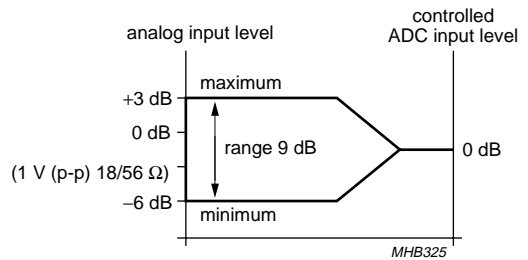 controlled
ADC input level
analog input level
maximum
+3 dB
0 dB
range 9 dB
0 dB
(1 V (p-p) 18/56 Ω)
−6 dB
minimum
MHB325